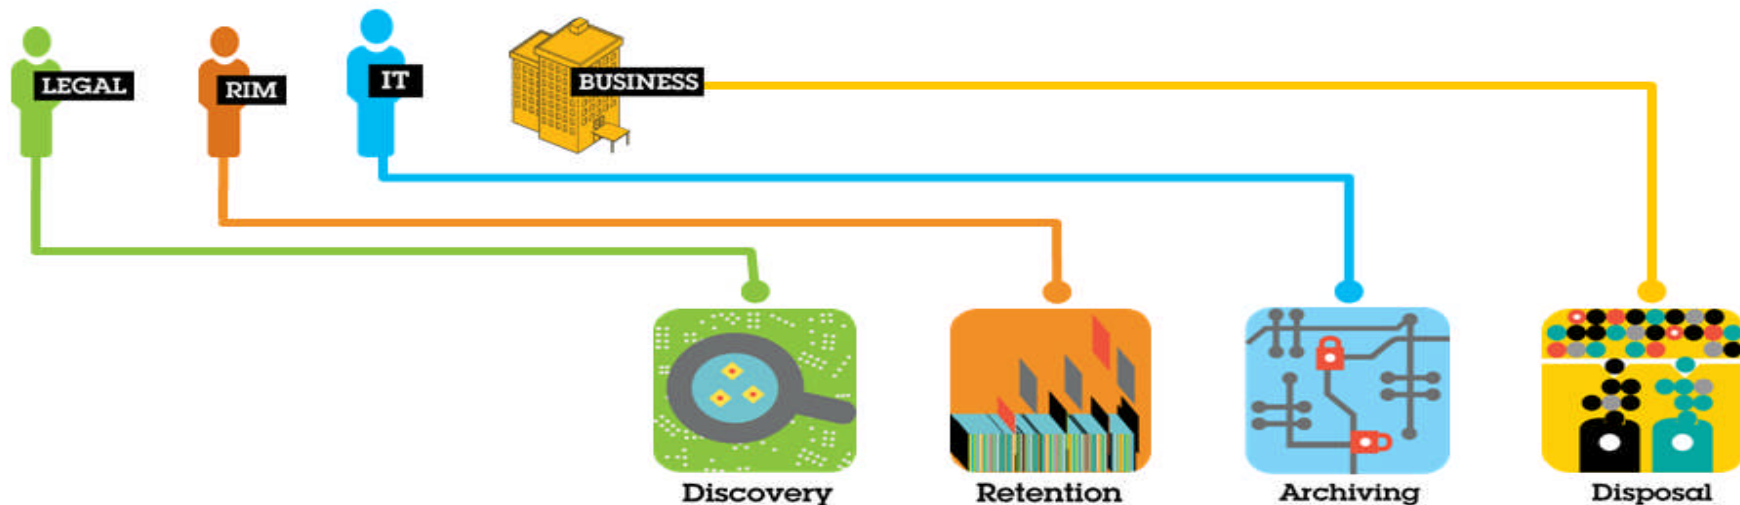 LEGAL
RIM
IT
BUSINESS
Discovery
Retention
Archiving
Disposal